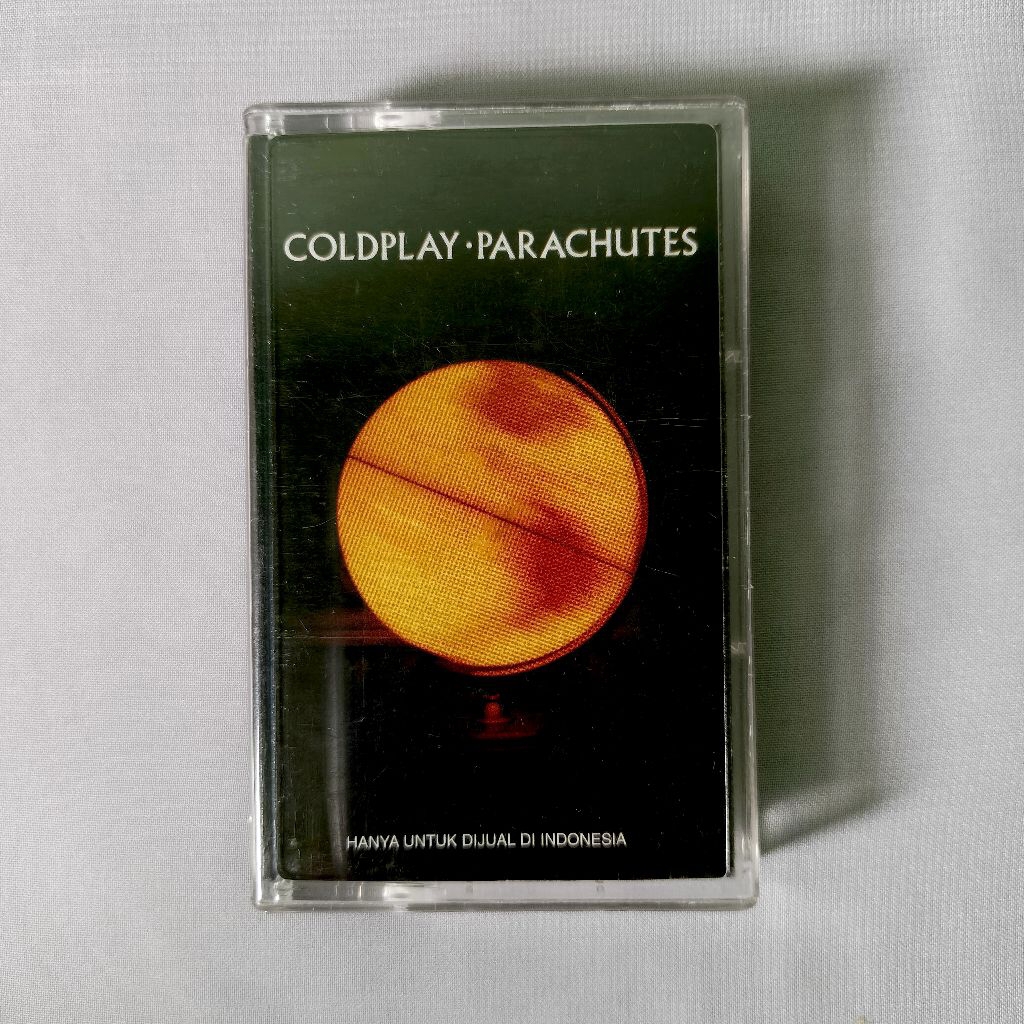 COLDPLAY · PARACHUTES
HANYA UNTUK DIJUAL DI INDONESIA